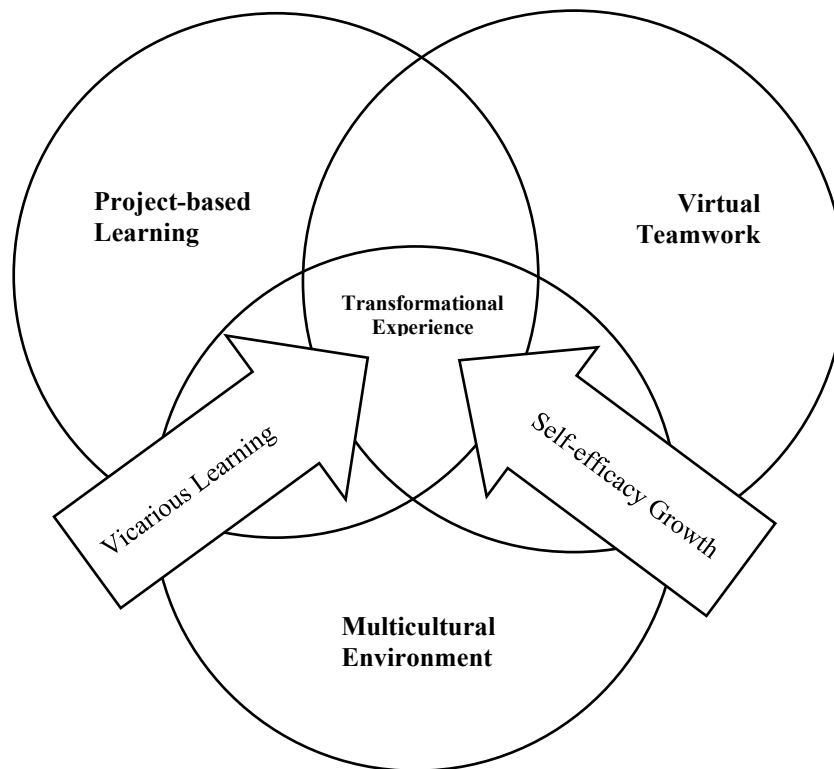 Project-based
Learning
Virtual
Teamwork
Transformational
Experience
Vicarious Learning
Self-efficacy Growth
Multicultural
Environment